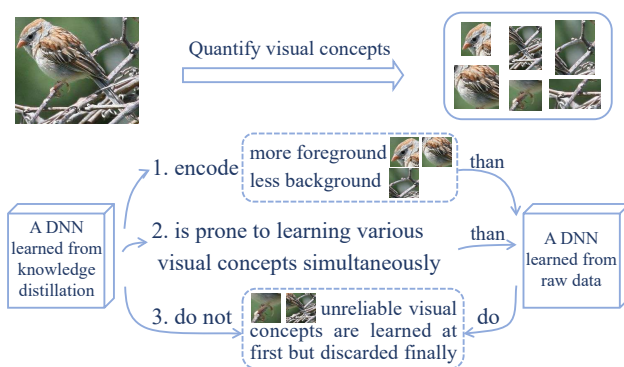 Quantify visual concepts
1. encode
more foreground
less background
than
A DNN
learned from
knowledge
distillation
2. is prone to learning various
visual concepts simultaneously
than
A DNN
learned from
raw data
3. do not
unreliable visual
concepts are learned at
first but discarded finally
do